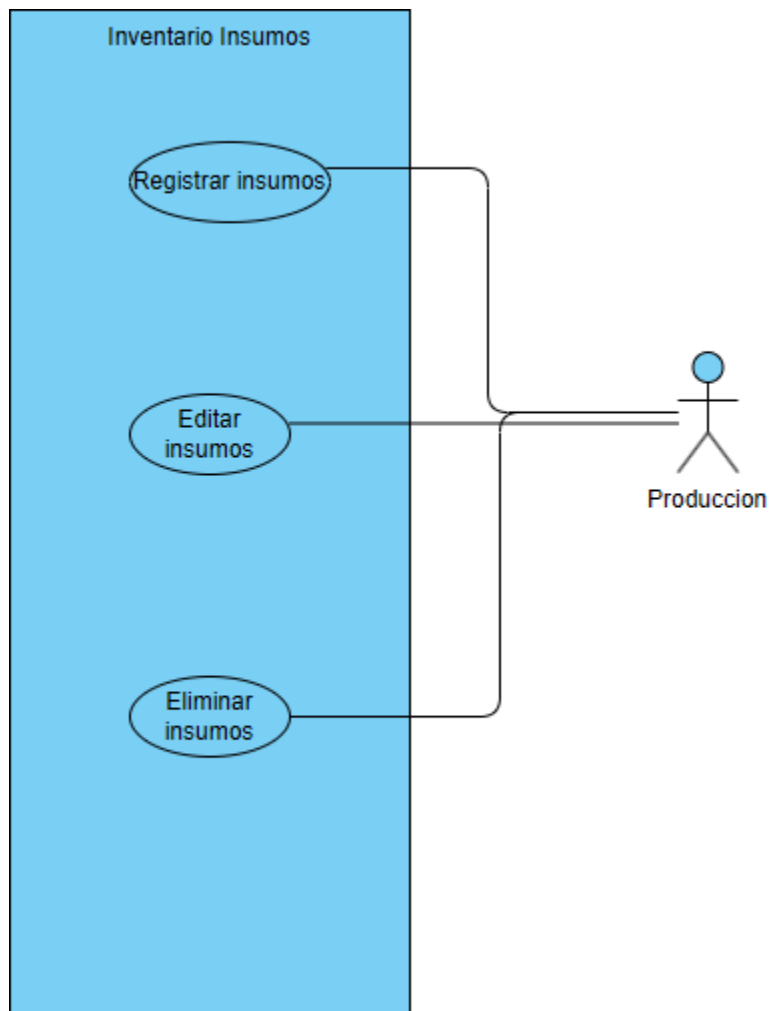 Inventario Insumos
Registrar insumos
Editar
insumos
Produccion
Eliminar
insumos